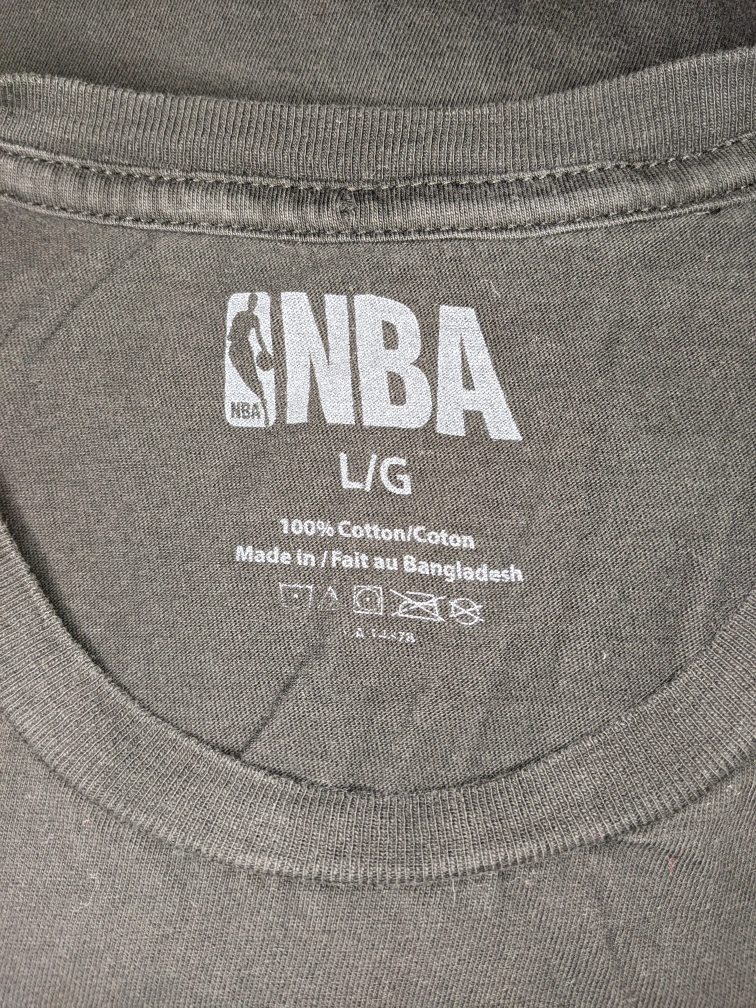 NBA NBA
L/G
100% Cotton/Coton
Made in / Fait au Bangladesh